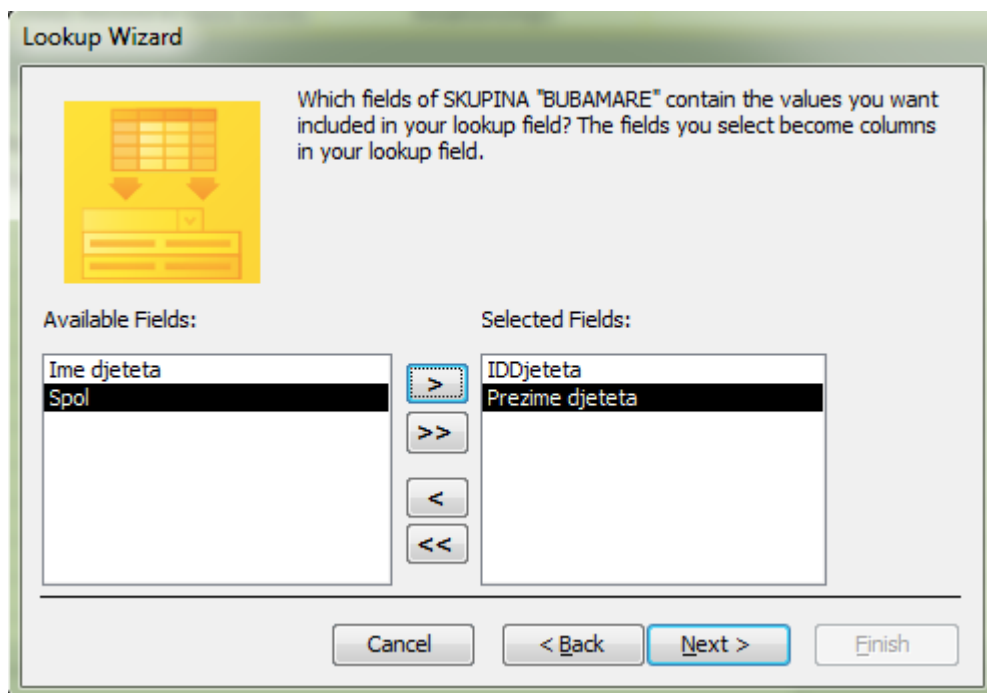 Lookup Wizard
Which fields of SKUPINA "BUBAMARE" contain the values you want
included in your lookup field? The fields you select become columns
in your lookup field.
Available Fields:
Selected Fields:
Ime djeteta
Spol
>
>>
<
<<
IDDjeteta
Prezime djeteta
Cancel
< Back
Next >
Finish